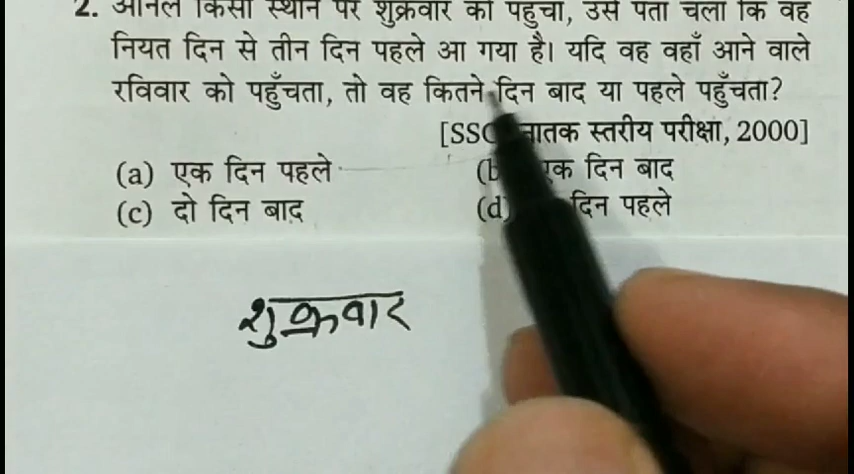 2. अनिल किसी स्थान पर शुक्रवार को पहुँचा, उसे पता चला कि वह
नियत दिन से तीन दिन पहले आ गया है। यदि वह वहाँ आने वाले
रविवार को पहुँचता, तो वह कितने दिन बाद या पहले पहुँचता?
[SSC स्तरीय परीक्षा, 2000]
(a) एक दिन पहले
(b) एक दिन बाद
(c) दो दिन बाद
(d) दिन पहले
शुक्रवार